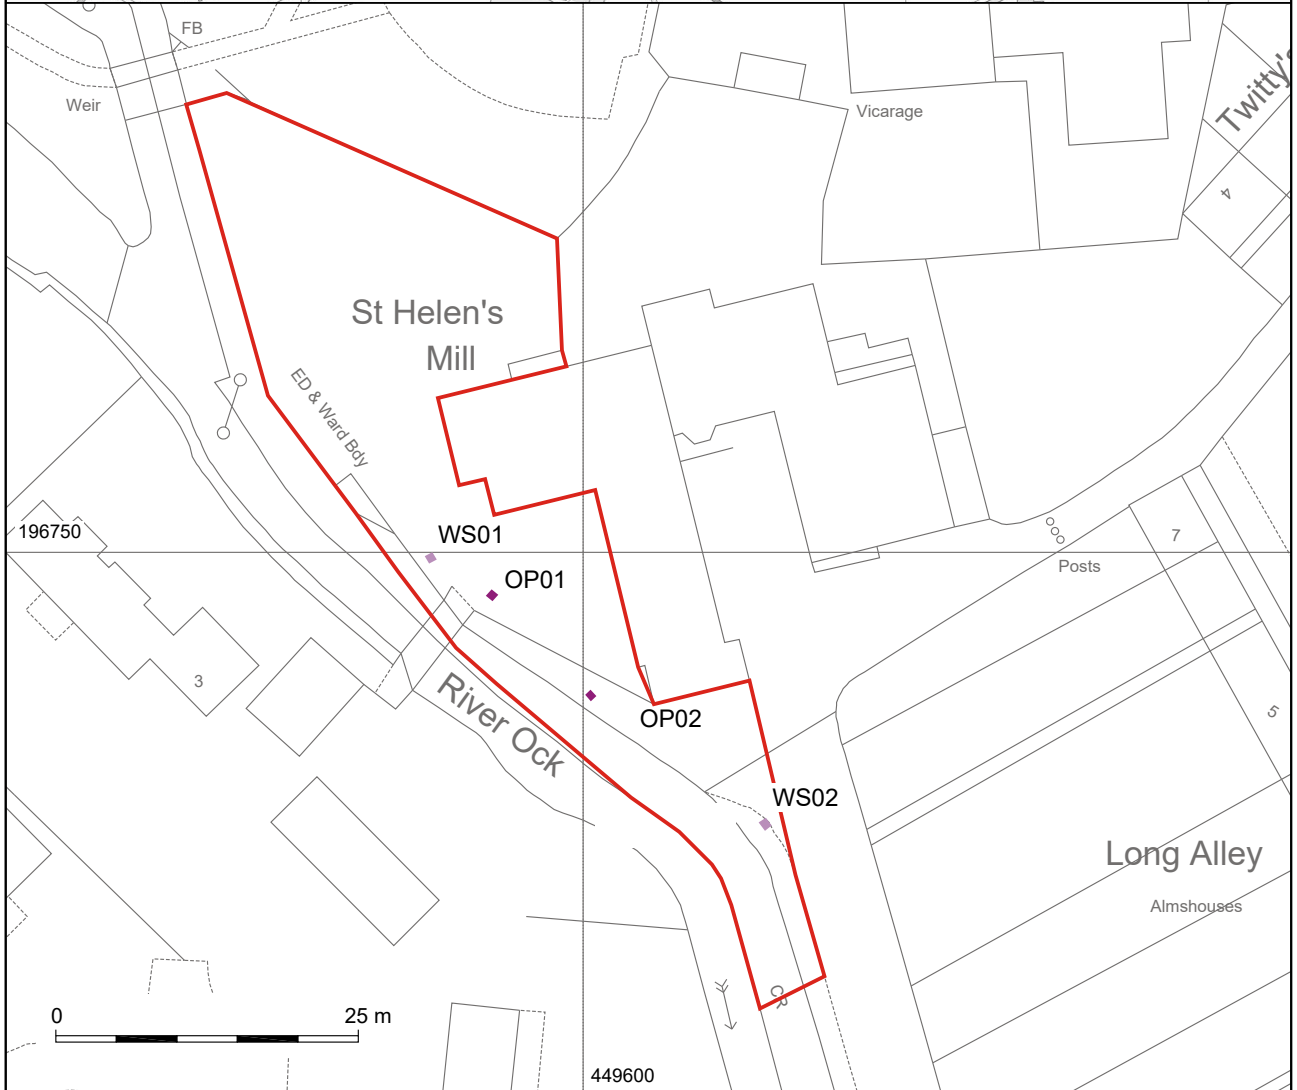 FB
Weir
Vicarage
Twitty's
4
St Helen's
Mill
ED & Ward Bdy
196750
WS01
OP01
7
Posts
3
River Ock
OP02
5
WS02
Long Alley
Almshouses
CR
0 25 m
449600